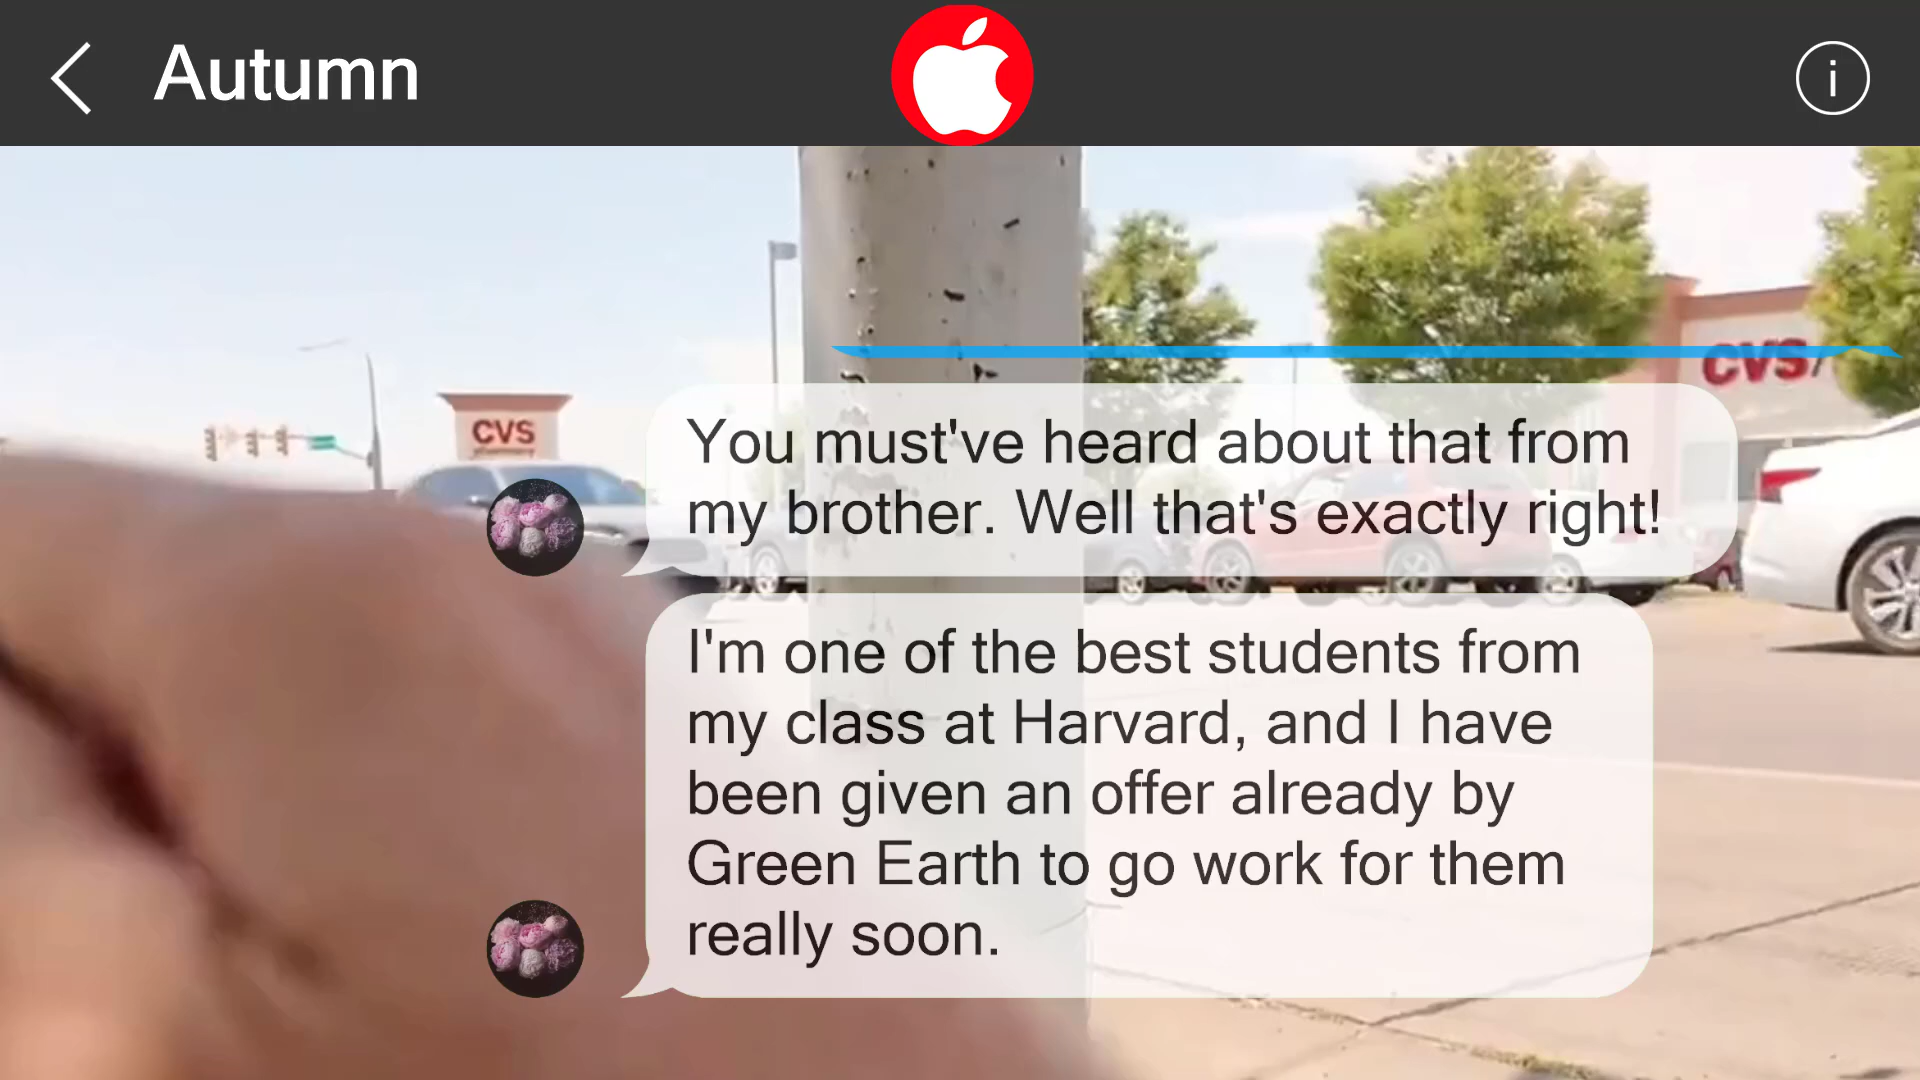 Autumn
i
CVS
CVS
pharmacy
You must've heard about that from
my brother. Well that's exactly right!
I'm one of the best students from
my class at Harvard, and I have
been given an offer already by
Green Earth to go work for them
really soon.